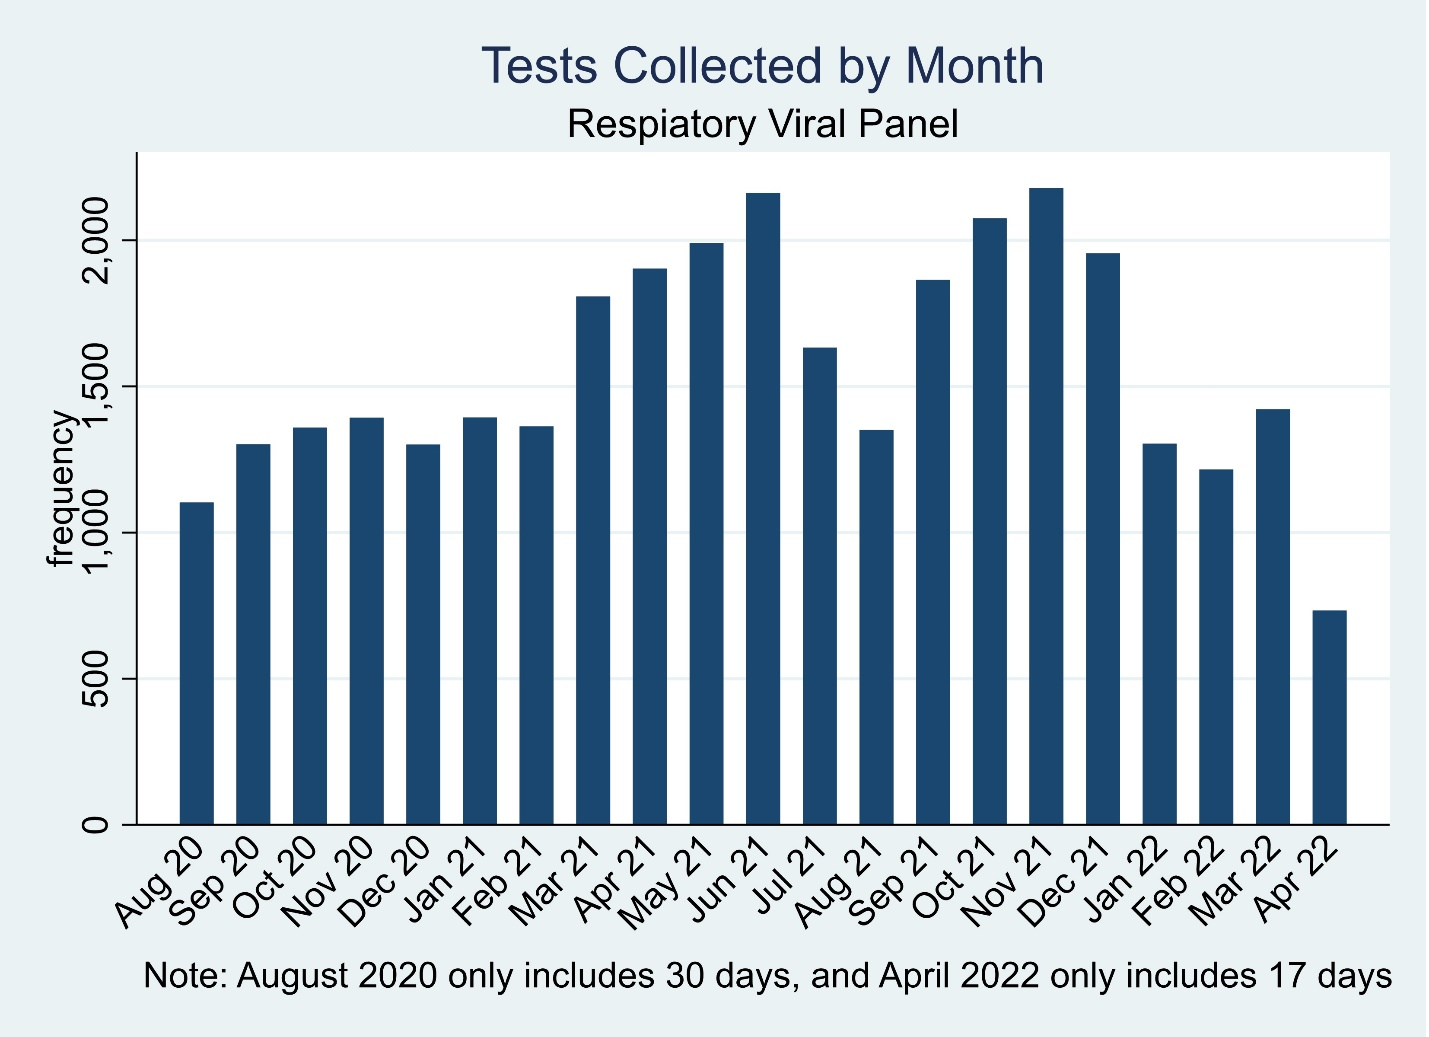 Tests Collected by Month
Respiatory Viral Panel
frequency
2,000
1,500
1,000
500
0
Aug 20
Sep 20
Oct 20
Nov 20
Dec 20
Jan 21
Feb 21
Mar 21
Apr 21
May 21
Jun 21
Jul 21
Aug 21
Sep 21
Oct 21
Nov 21
Dec 21
Jan 22
Feb 22
Mar 22
Apr 22
Note: August 2020 only includes 30 days, and April 2022 only includes 17 days